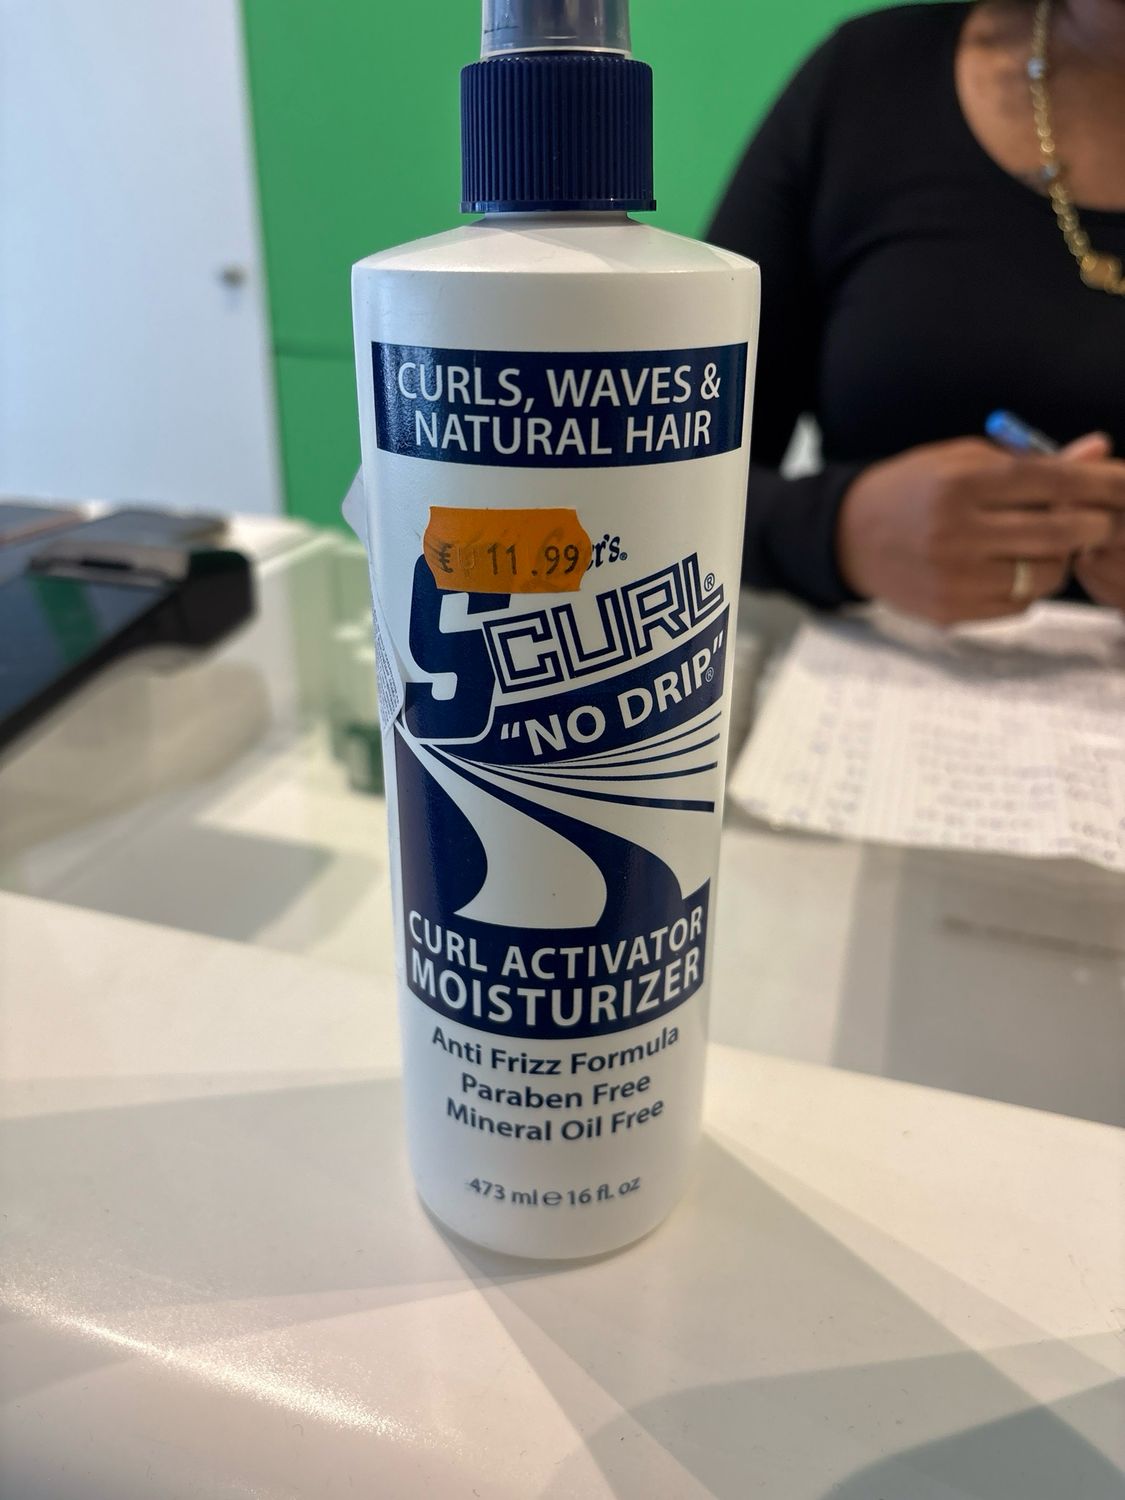 CURLS, WAVES &
NATURAL HAIR
€ 11.99
S CURL®
"NO DRIP"®
CURL ACTIVATOR
MOISTURIZER
Anti Frizz Formula
Paraben Free
Mineral Oil Free
473 ml ℮ 16 fl. oz